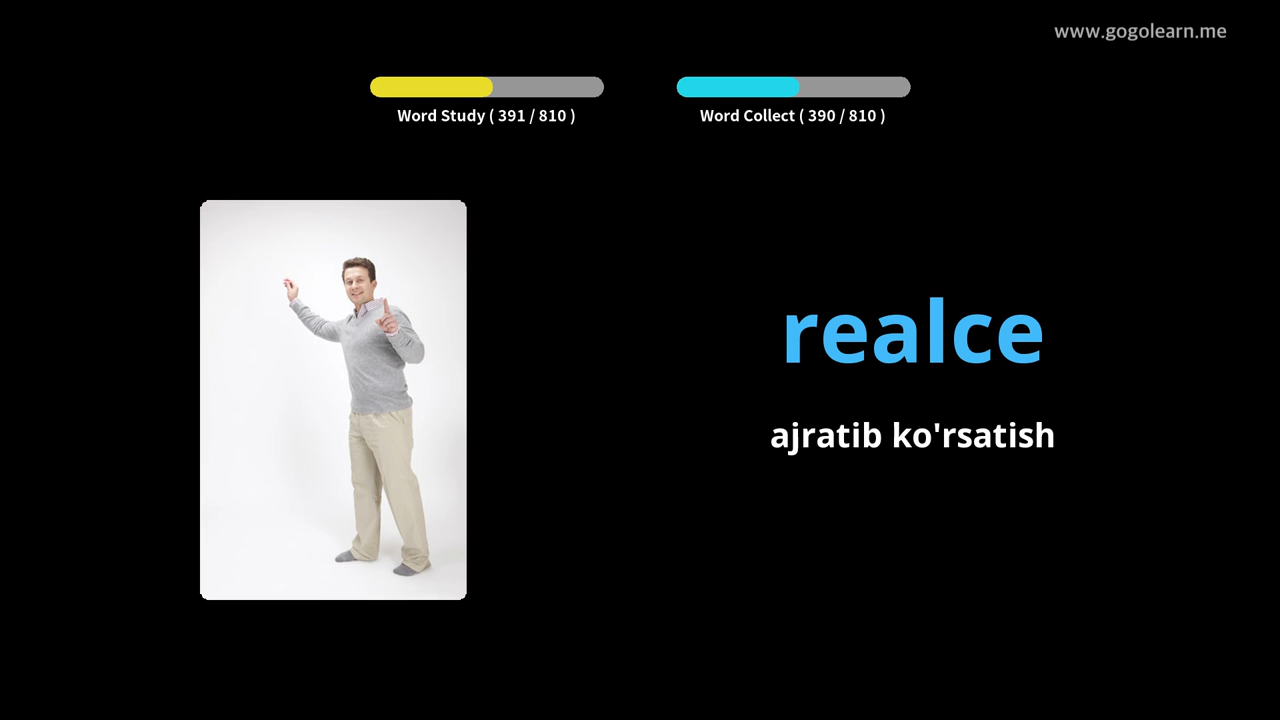 www.gogolearn.me
Word Study ( 391 / 810 )
Word Collect ( 390 / 810 )
realce
ajratib ko'rsatish